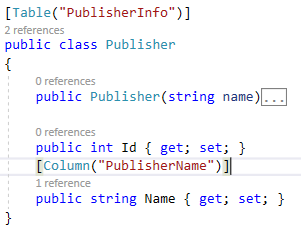 [Table("PublisherInfo")]
2 references
public class Publisher
{
0 references
public Publisher(string name)...
0 references
public int Id { get; set; }
[Column("PublisherName")]
1 reference
public string Name { get; set; }
}